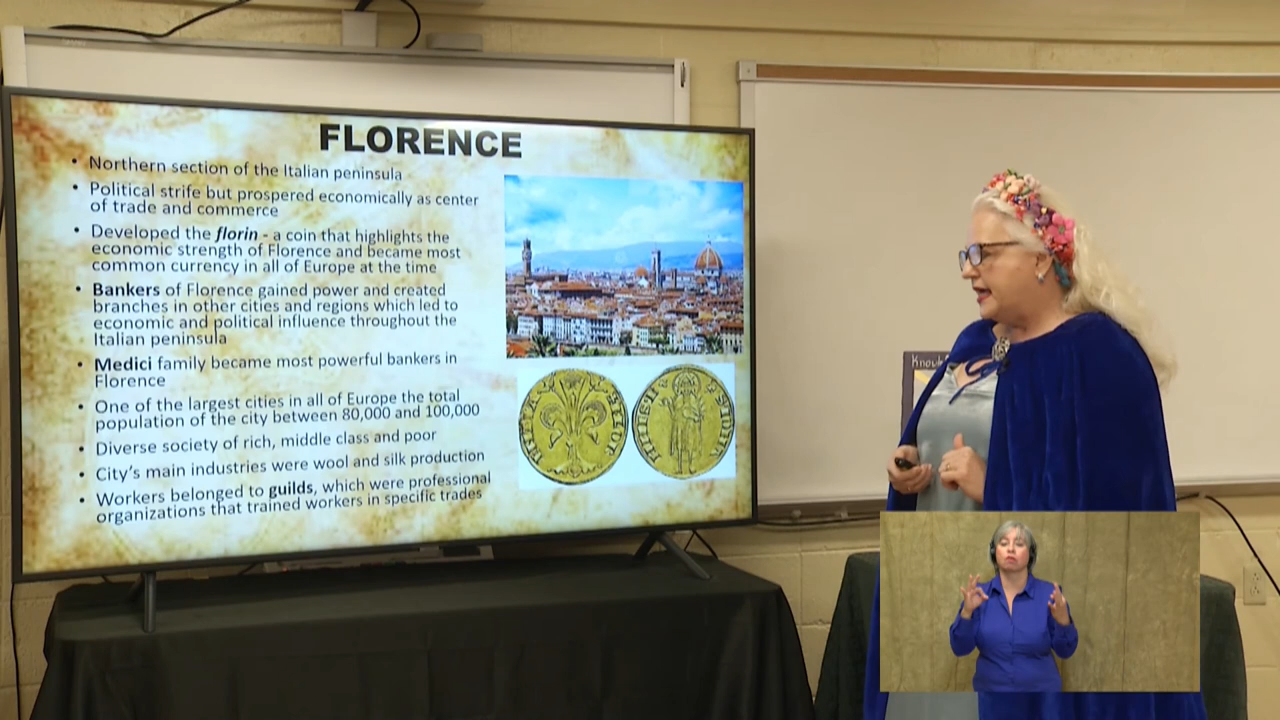 FLORENCE
• Northern section of the Italian peninsula
• Political strife but prospered economically as center
of trade and commerce
• Developed the florin - a coin that highlights the
economic strength of Florence and became most
common currency in all of Europe at the time
• Bankers of Florence gained power and created
branches in other cities and regions which led to
economic and political influence throughout the
Italian peninsula
• Medici family became most powerful bankers in
Florence
• One of the largest cities in all of Europe the total
population of the city between 80,000 and 100,000
• Diverse society of rich, middle class and poor
• City's main industries were wool and silk production
• Workers belonged to guilds, which were professional
organizations that trained workers in specific trades